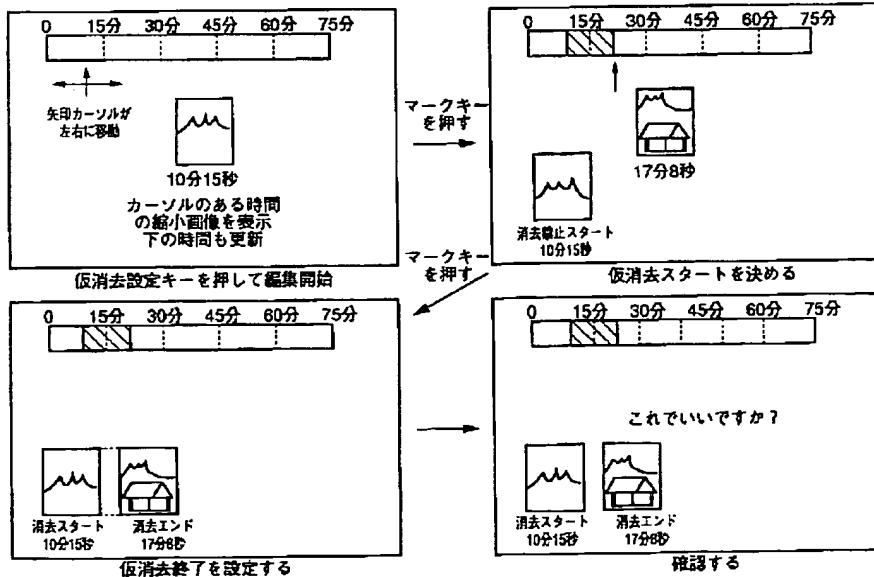 0 15分 30分 45分 60分 75分
矢印カーソルが
左右に移動
10分15秒
カーソルのある時間
の縮小画像を表示
下の時間も更新
仮消去設定キーを押して編集開始
マークキー
を押す
0 15分 30分 45分 60分 75分
17分8秒
消去禁止スタート
10分15秒
仮消去スタートを決める
マークキー
を押す
0 15分 30分 45分 60分 75分
消去スタート 消去エンド
10分15秒 17分8秒
仮消去終了を設定する
0 15分 30分 45分 60分 75分
これでいいですか？
消去スタート 消去エンド
10分15秒 17分8秒
確認する